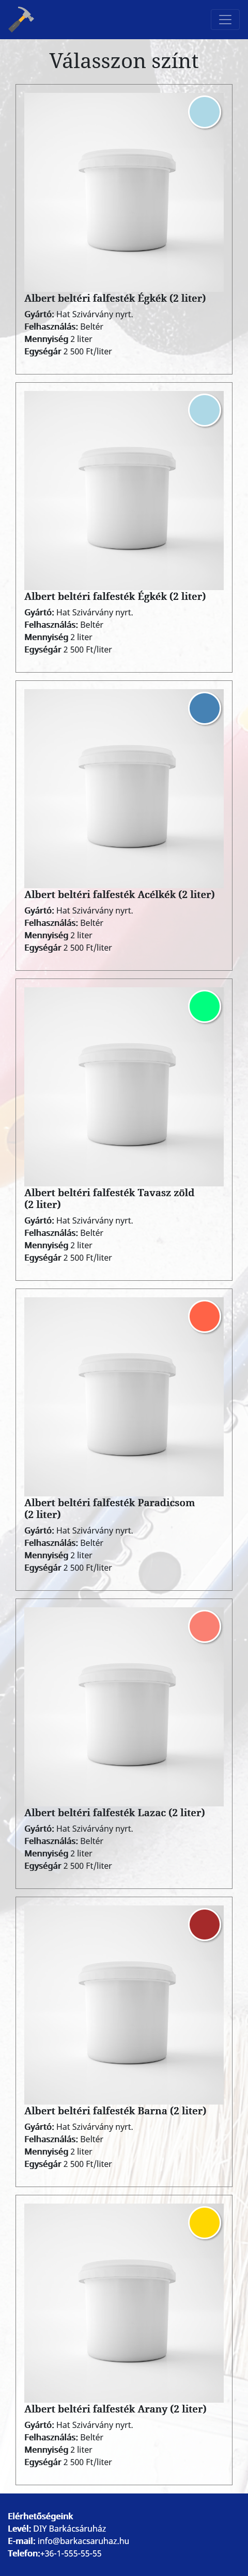 Válasszon színt
Albert beltéri falfesték Égkék (2 liter)
Gyártó: Hat Szivárvány nyrt.
Felhasználás: Beltér
Mennyiség 2 liter
Egységár 2 500 Ft/liter
Albert beltéri falfesték Égkék (2 liter)
Gyártó: Hat Szivárvány nyrt.
Felhasználás: Beltér
Mennyiség 2 liter
Egységár 2 500 Ft/liter
Albert beltéri falfesték Acélkék (2 liter)
Gyártó: Hat Szivárvány nyrt.
Felhasználás: Beltér
Mennyiség 2 liter
Egységár 2 500 Ft/liter
Albert beltéri falfesték Tavasz zöld
(2 liter)
Gyártó: Hat Szivárvány nyrt.
Felhasználás: Beltér
Mennyiség 2 liter
Egységár 2 500 Ft/liter
Albert beltéri falfesték Paradicsom
(2 liter)
Gyártó: Hat Szivárvány nyrt.
Felhasználás: Beltér
Mennyiség 2 liter
Egységár 2 500 Ft/liter
Albert beltéri falfesték Lazac (2 liter)
Gyártó: Hat Szivárvány nyrt.
Felhasználás: Beltér
Mennyiség 2 liter
Egységár 2 500 Ft/liter
Albert beltéri falfesték Barna (2 liter)
Gyártó: Hat Szivárvány nyrt.
Felhasználás: Beltér
Mennyiség 2 liter
Egységár 2 500 Ft/liter
Albert beltéri falfesték Arany (2 liter)
Gyártó: Hat Szivárvány nyrt.
Felhasználás: Beltér
Mennyiség 2 liter
Egységár 2 500 Ft/liter
Elérhetőségeink
Levél: DIY Barkácsáruház
E-mail: info@barkacsaruhaz.hu
Telefon:+36-1-555-55-55